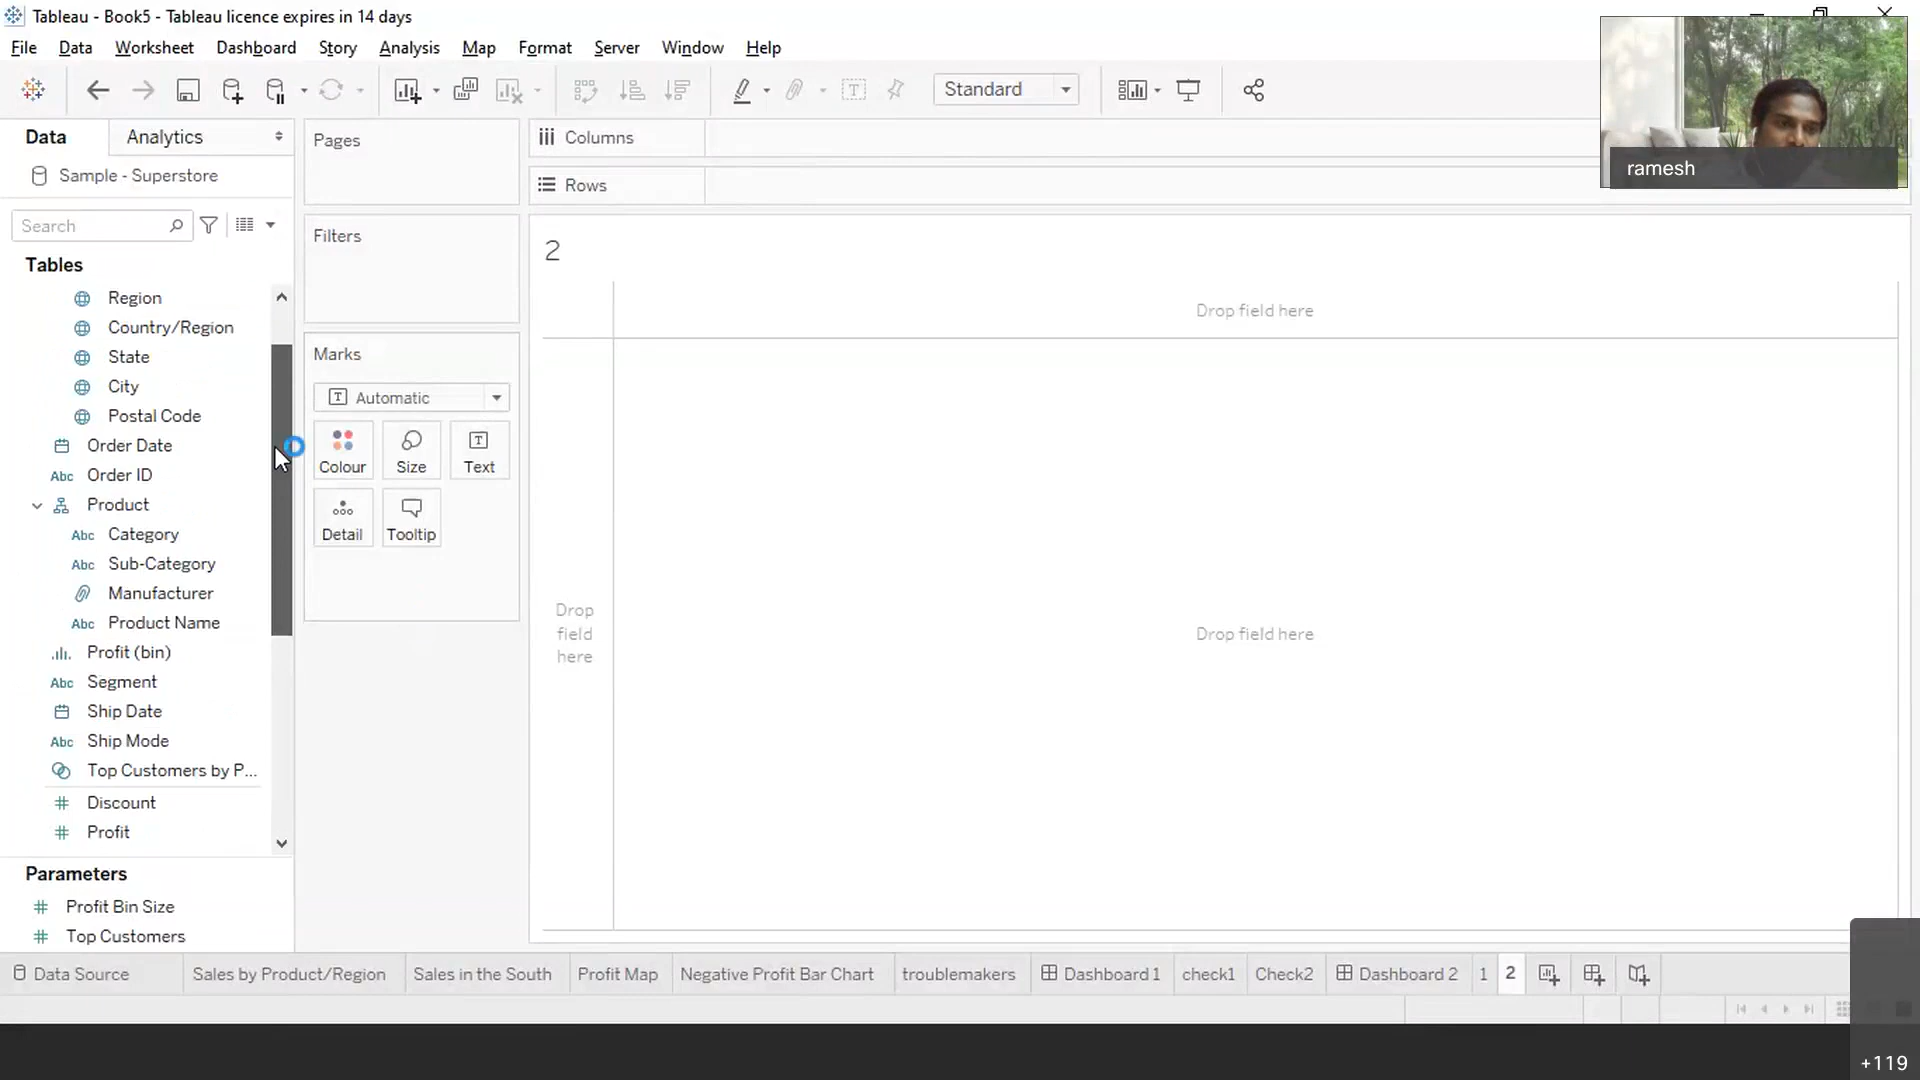 Tableau - Book5 - Tableau licence expires in 14 days
File Data Worksheet Dashboard Story Analysis Map Format Server Window Help
Standard
Data Analytics
Sample - Superstore
Search
Tables
Region
Country/Region
State
City
Postal Code
Order Date
Abc Order ID
Product
Abc Category
Abc Sub-Category
Manufacturer
Abc Product Name
Profit (bin)
Abc Segment
Ship Date
Abc Ship Mode
Top Customers by P...
Discount
Profit
Parameters
Profit Bin Size
Top Customers
Pages
Filters
Marks
Automatic
Colour Size Text
Detail Tooltip
Columns
Rows
2
Drop field here
Drop
field
here
Drop field here
ramesh
Data Source Sales by Product/Region Sales in the South Profit Map Negative Profit Bar Chart troublemakers Dashboard 1 check1 Check2 Dashboard 2 1 2
+119